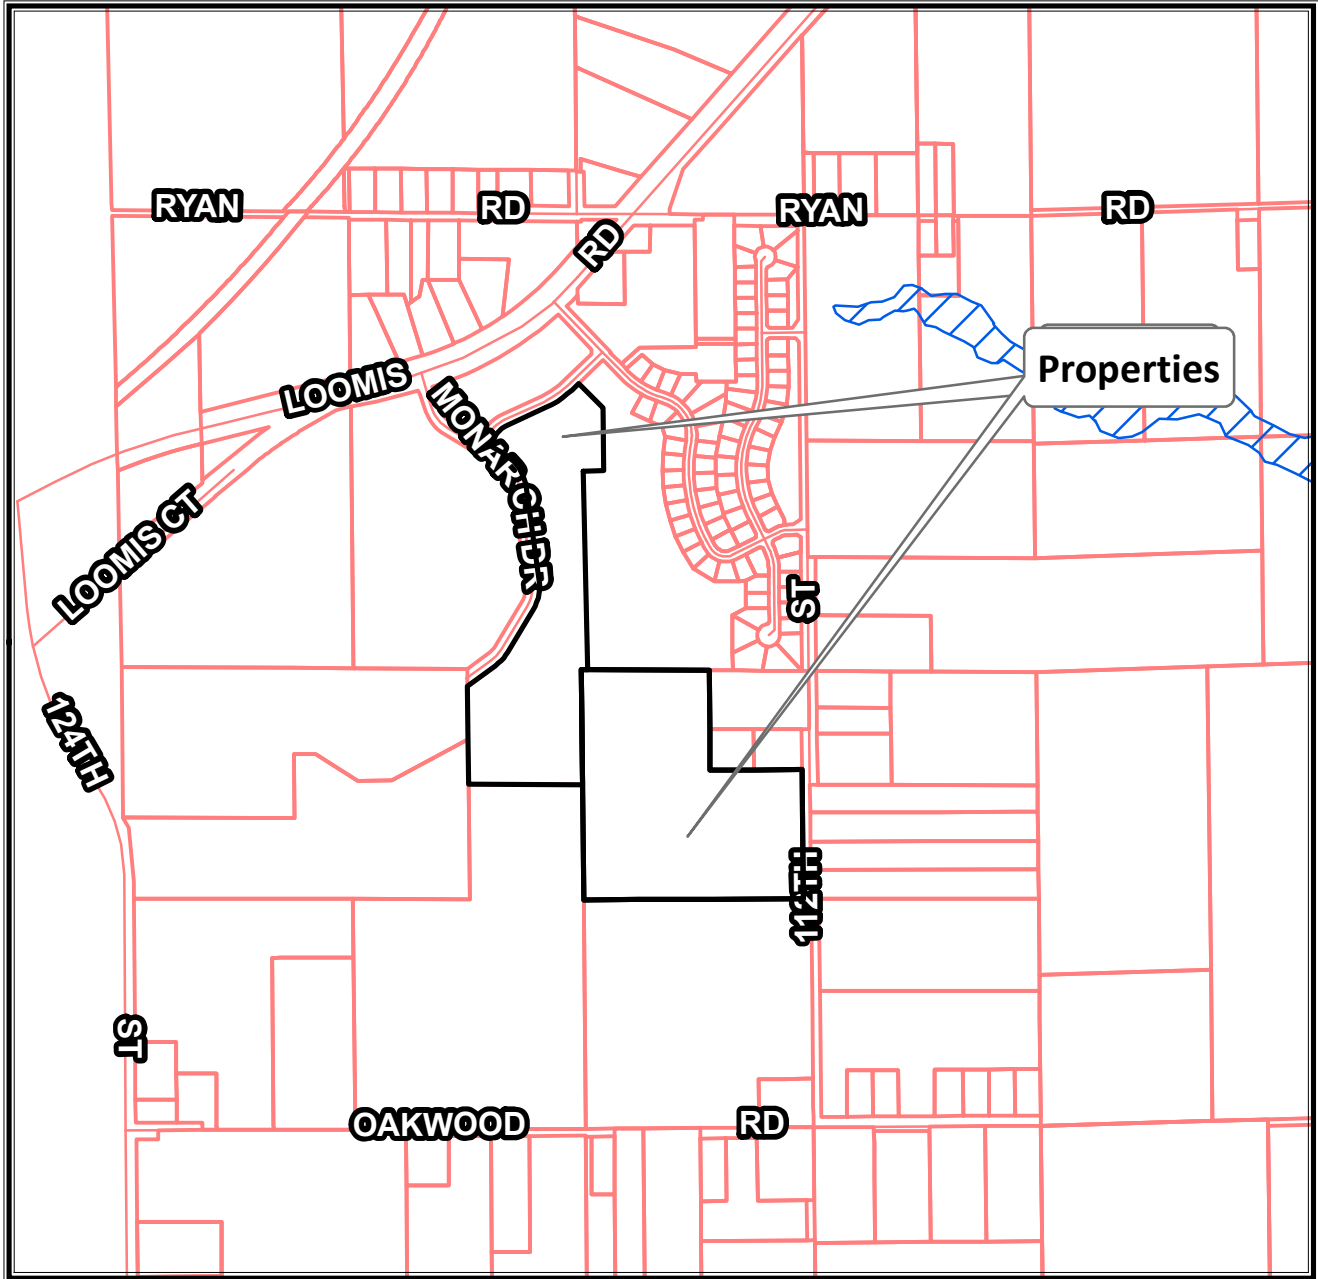 RYAN RD RYAN RD
RD
Properties
LOOMIS
MONARCH DR
LOOMIS CT
ST
124TH
112TH
ST
OAKWOOD RD